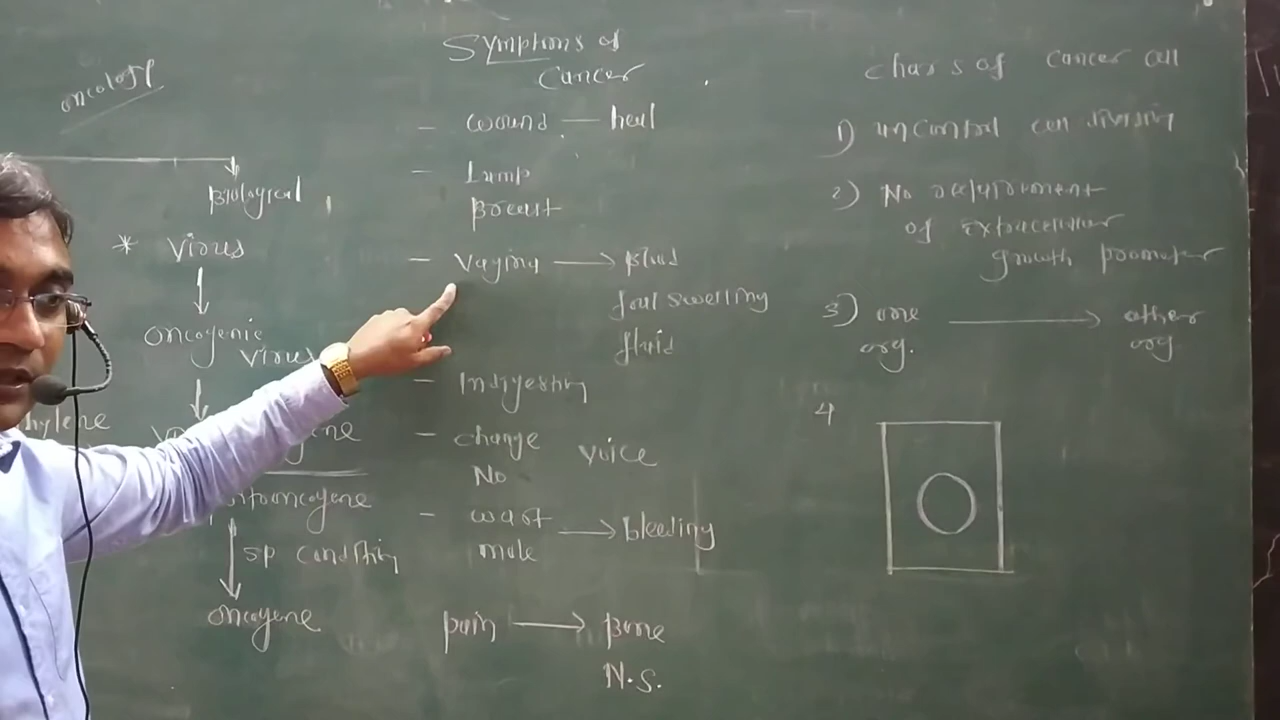 oncology
Biological
* Virus
Oncogenic
Virus
hylene
ene
otooncogene
sp condition
oncogene
Symptoms of
Cancer
– wound — heal
– Lump
Breast
– Vagina → Blood
foul swelling
fluid
– Indigestion
– change voice
No
– wart → bleeding
mole
pain → Bone
N.S.
chars of cancer cell
1) uncontrol cell division
2) No requirement
of extracellular
growth promoter
3) one → other
org. org
4